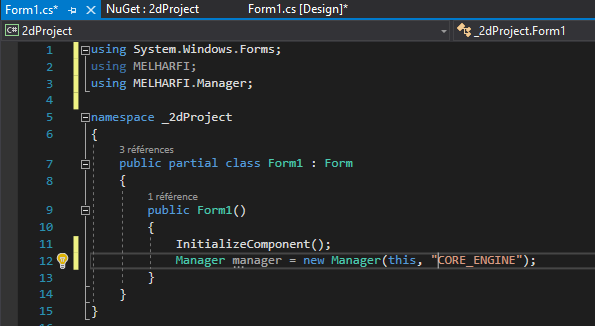 Form1.cs* NuGet : 2dProject Form1.cs [Design]*
C# 2dProject _2dProject.Form1
1 using System.Windows.Forms;
2 using MELHARFI;
3 using MELHARFI.Manager;
4
5 namespace _2dProject
6 {
3 références
7 public partial class Form1 : Form
8 {
1 référence
9 public Form1()
10 {
11 InitializeComponent();
12 Manager manager = new Manager(this, "CORE_ENGINE");
13 }
14 }
15 }